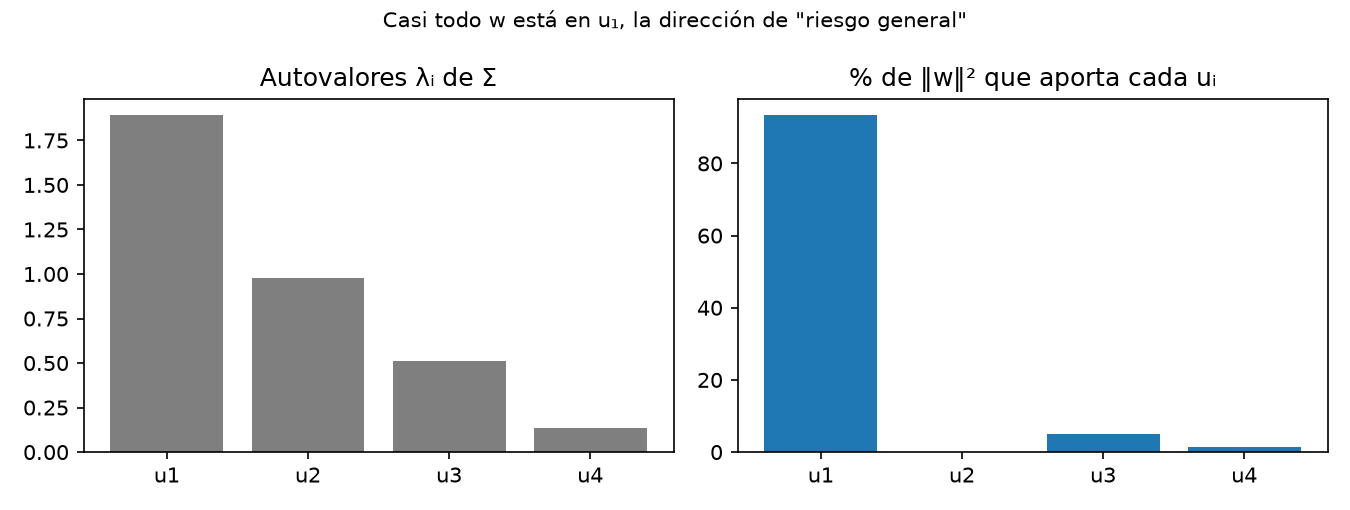 Casi todo w está en u₁, la dirección de "riesgo general"
Autovalores λᵢ de Σ
1.75
1.50
1.25
1.00
0.75
0.50
0.25
0.00
u1 u2 u3 u4
% de ‖w‖² que aporta cada uᵢ
80
60
40
20
0
u1 u2 u3 u4